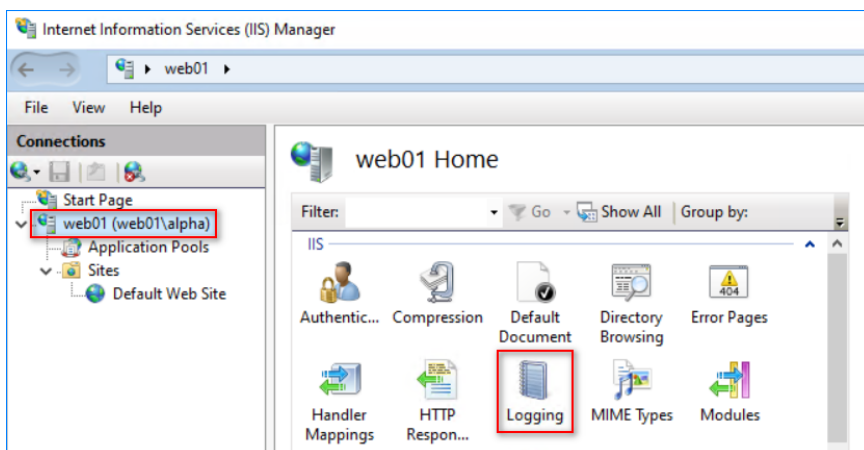 Internet Information Services (IIS) Manager
web01
File View Help
Connections
Start Page
web01 (web01\alpha)
Application Pools
Sites
Default Web Site
web01 Home
Filter: Go Show All Group by:
IIS
Authentic... Compression Default Document Directory Browsing Error Pages
404
Handler Mappings HTTP Respon... Logging MIME Types Modules